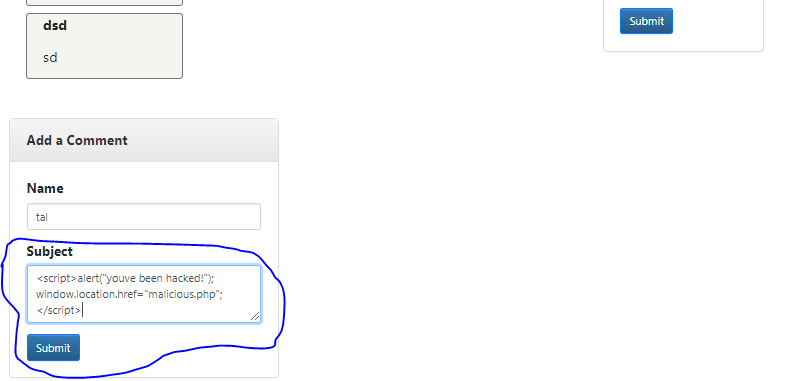 dsd
sd
Submit
Add a Comment
Name
tal
Subject
<script>alert("youve been hacked!");
window.location.href="malicious.php";
</script>
Submit